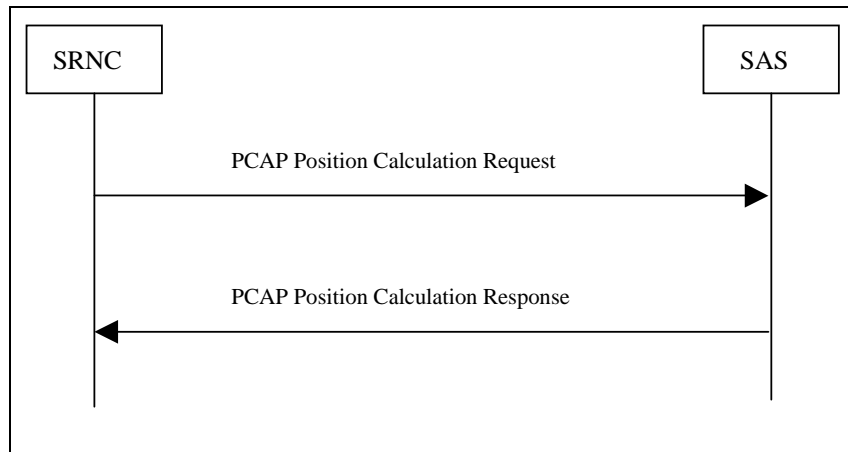 SRNC
SAS
PCAP Position Calculation Request
PCAP Position Calculation Response